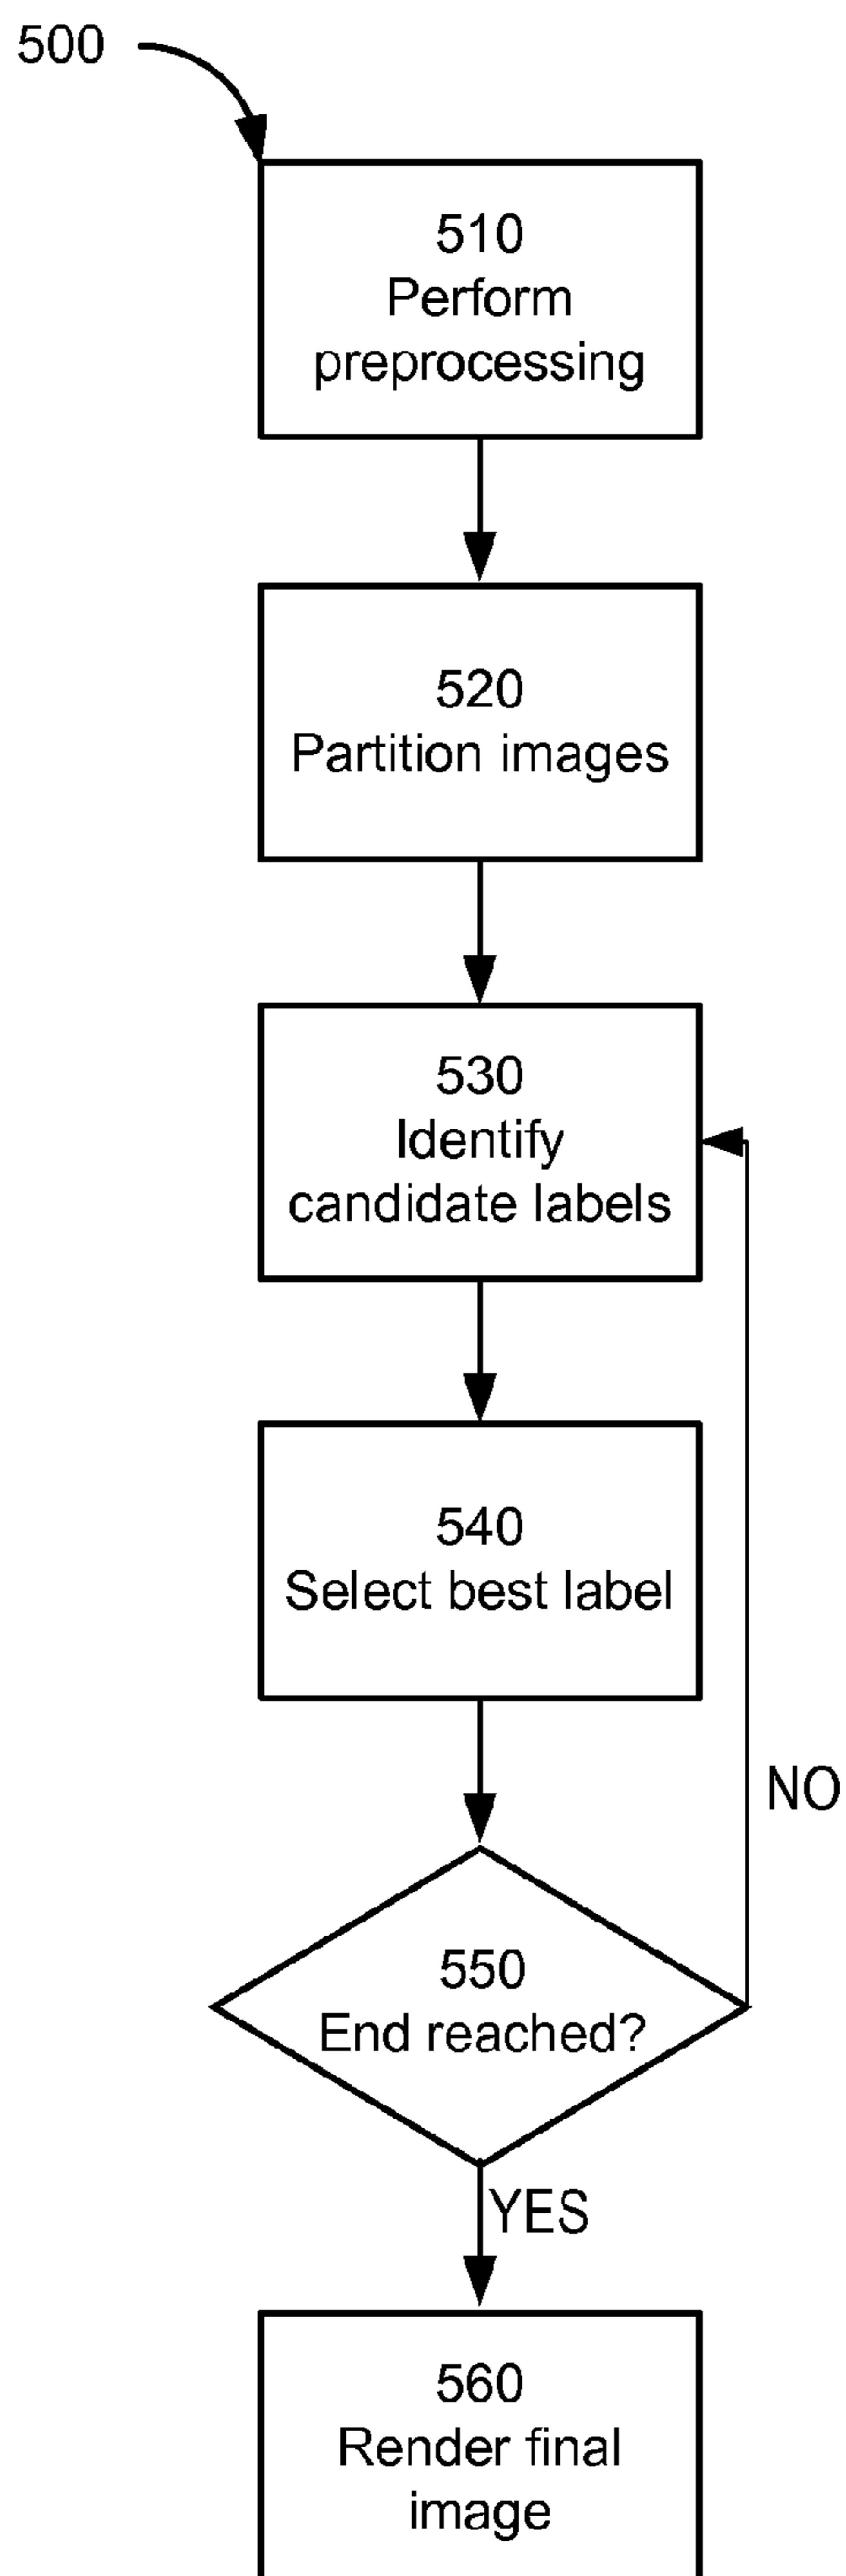 500
510
Perform
preprocessing
520
Partition images
530
Identify
candidate labels
540
Select best label
NO
550
End reached?
YES
560
Render final
image